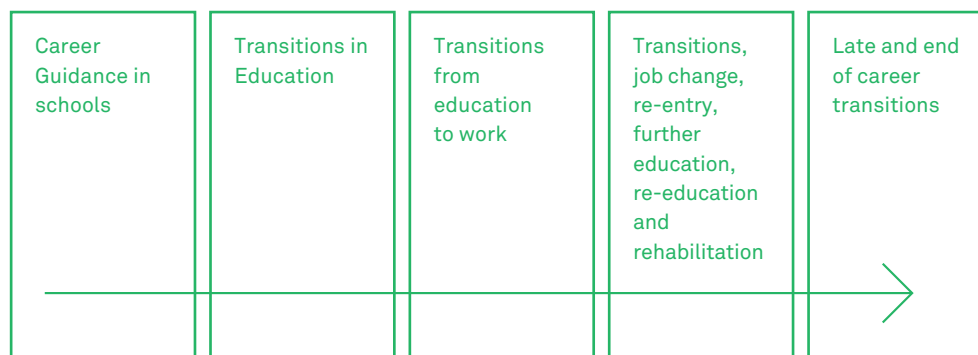 Career
Guidance in
schools
Transitions in
Education
Transitions
from
education
to work
Transitions,
job change,
re-entry,
further
education,
re-education
and
rehabilitation
Late and end
of career
transitions